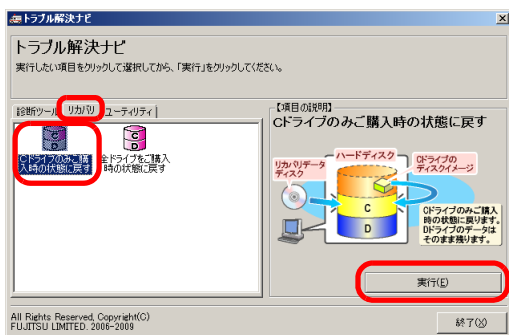 トラブル解決ナビ
トラブル解決ナビ
実行したい項目をクリックして選択してから、「実行」をクリックしてください。
診断ツール
リカバリ
ユーティリティ
Cドライブのみご購
入時の状態に戻す
全ドライブをご購入
時の状態に戻す
【項目の説明】
Cドライブのみご購入時の状態に戻す
リカバリデータ
ディスク
ハードディスク
Cドライブの
ディスクイメージ
C
D
Cドライブのみご購入
時の状態に戻ります。
Dドライブのデータは
そのまま残ります。
実行(E)
All Rights Reserved, Copyright(C)
FUJITSU LIMITED. 2006-2009
終了(X)